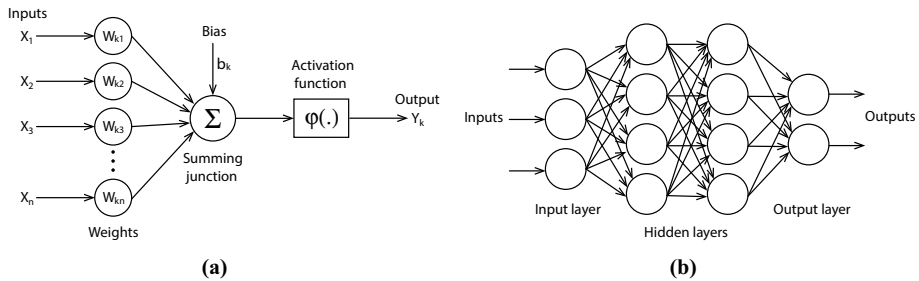 Inputs
X1
Wk1
X2
Wk2
X3
Wk3
Xn
Wkn
Weights
Bias
bk
Σ
Summing
junction
Activation
function
φ(.)
Output
Yk
(a)
Inputs
Input layer
Hidden layers
Output layer
Outputs
(b)